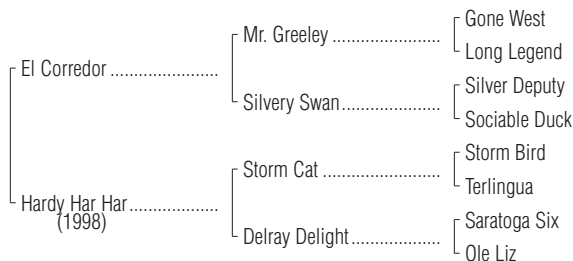 Gone West
Mr. Greeley ........................
Long Legend
El Corredor ........................
Silver Deputy
Silvery Swan......................
Sociable Duck
Storm Bird
Storm Cat ..........................
Terlingua
Hardy Har Har....................
(1998)
Saratoga Six
Delray Delight....................
Ole Liz